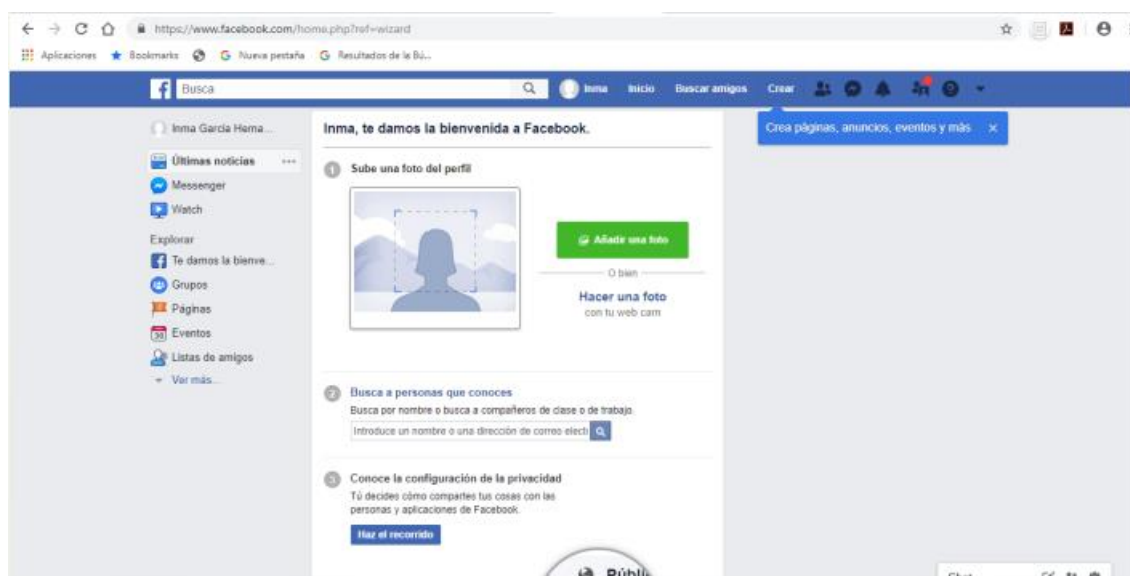 https://www.facebook.com/home.php?ref=wizard
Aplicaciones Bookmarks Nueva pestaña Resultados de la Bú...
Busca Inma Inicio Buscar amigos Crear
Crea páginas, anuncios, eventos y más
Inma García Herna...
Últimas noticias
Messenger
Watch
Explorar
Te damos la bienve...
Grupos
Páginas
Eventos
Listas de amigos
Ver más...
Inma, te damos la bienvenida a Facebook.
1 Sube una foto del perfil
Añadir una foto
O bien
Hacer una foto
con tu web cam
2 Busca a personas que conoces
Busca por nombre o busca a compañeros de clase o de trabajo.
Introduce un nombre o una dirección de correo elect
3 Conoce la configuración de la privacidad
Tú decides cómo compartes tus cosas con las
personas y aplicaciones de Facebook.
Haz el recorrido